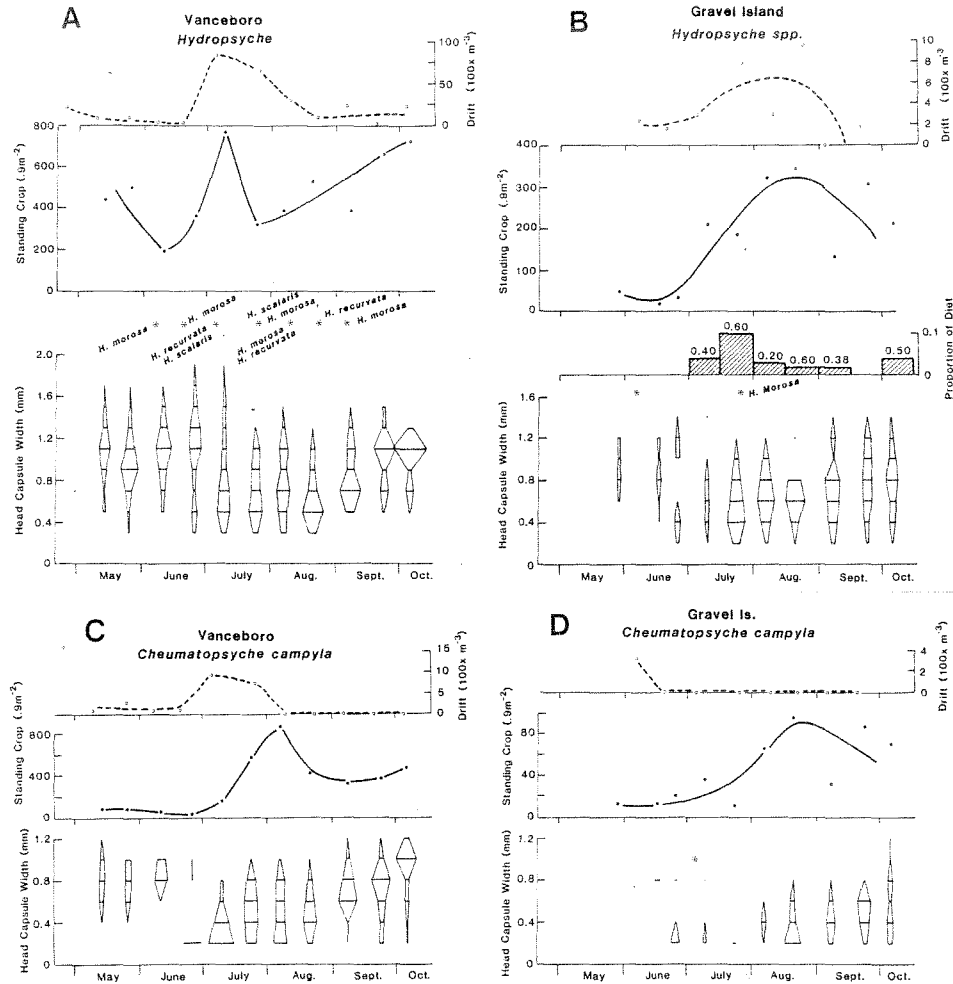 A
Vanceboro
Hydropsyche
100
50
0
Drift (100x m-3)
800
600
400
200
0
Standing Crop (.9m-2)
H. morosa *
* H. morosa
H. recurvata *
H. scalaris
H. scalaris
* H. morosa,
H. morosa *
H. recurvata
* H. recurvata
* H. morosa
2.0
1.6
1.2
0.8
0.4
0
Head Capsule Width (mm)
May June July Aug. Sept. Oct.
B
Gravel Island
Hydropsyche spp.
10
8
6
4
2
0
Drift (100x m-3)
400
300
200
100
0
Standing Crop (.9m-2)
0.40 0.60 0.20 0.60 0.38 0.50
0.1
0
Proportion of Diet
* * H. Morosa
1.6
1.2
0.8
0.4
0
Head Capsule Width (mm)
May June July Aug. Sept. Oct.
C
Vanceboro
Cheumatopsyche campyla
15
10
5
0
Drift (100x m-3)
800
400
0
Standing Crop (.9m-2)
1.2
0.8
0.4
0
Head Capsule Width (mm)
May June July Aug. Sept. Oct.
D
Gravel Is.
Cheumatopsyche campyla
4
2
0
Drift (100x m-3)
80
40
0
Standing Crop (.9m-2)
*
1.2
0.8
0.4
0
Head Capsule Width (mm)
May June July Aug. Sept. Oct.